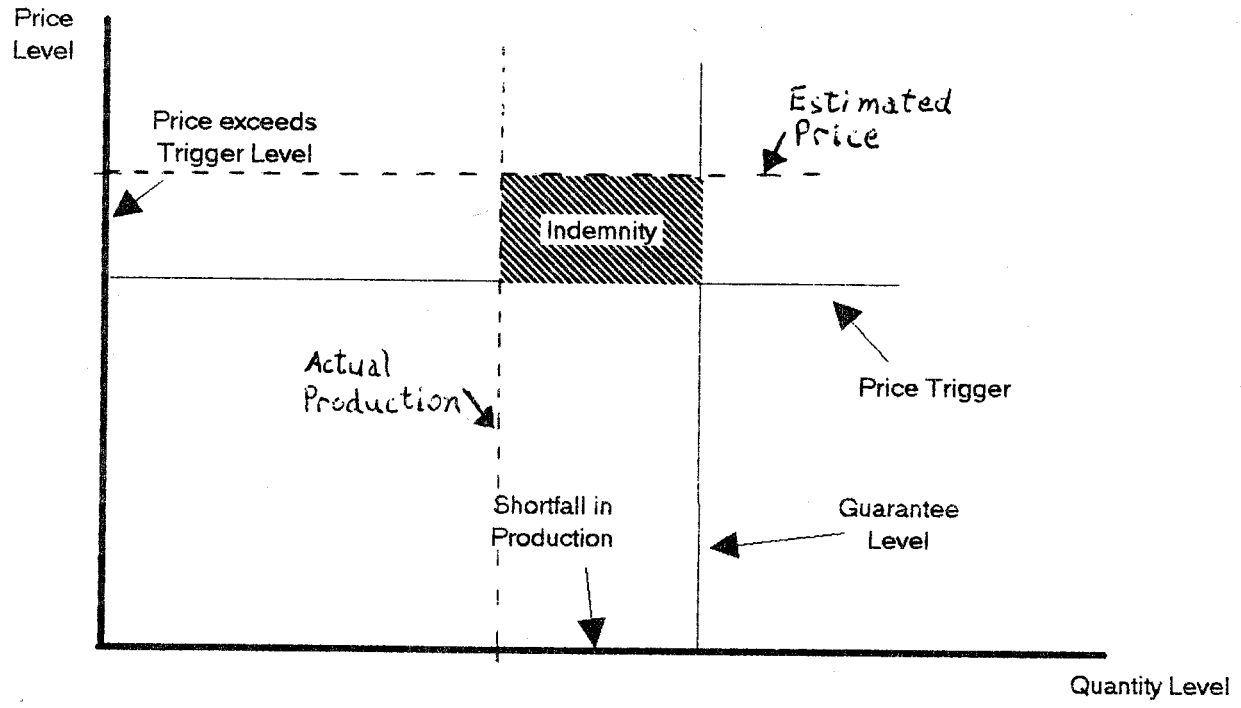 Price
Level
Price exceeds
Trigger Level
Estimated
Price
Indemnity
Actual
Production
Price Trigger
Shortfall in
Production
Guarantee
Level
Quantity Level